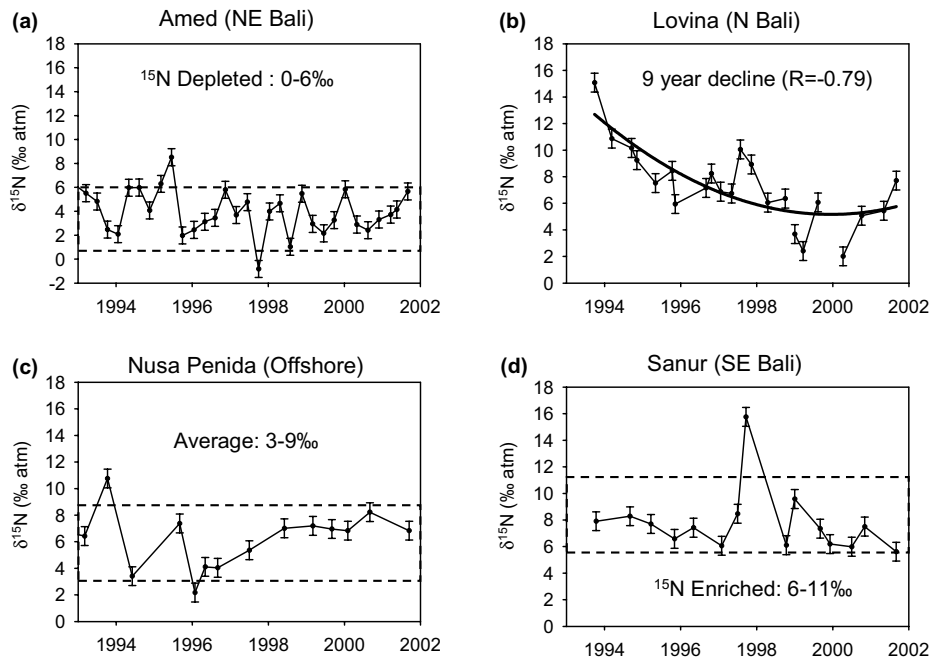 (a) Amed (NE Bali)
18
16
14
12
10
8
6
4
2
0
-2
δ15N (‰ atm)
15N Depleted : 0-6‰
1994 1996 1998 2000 2002
(b) Lovina (N Bali)
18
16
14
12
10
8
6
4
2
0
δ15N (‰ atm)
9 year decline (R=-0.79)
1994 1996 1998 2000 2002
(c) Nusa Penida (Offshore)
18
16
14
12
10
8
6
4
2
0
δ15N (‰ atm)
Average: 3-9‰
1994 1996 1998 2000 2002
(d) Sanur (SE Bali)
18
16
14
12
10
8
6
4
2
0
δ15N (‰ atm)
15N Enriched: 6-11‰
1994 1996 1998 2000 2002